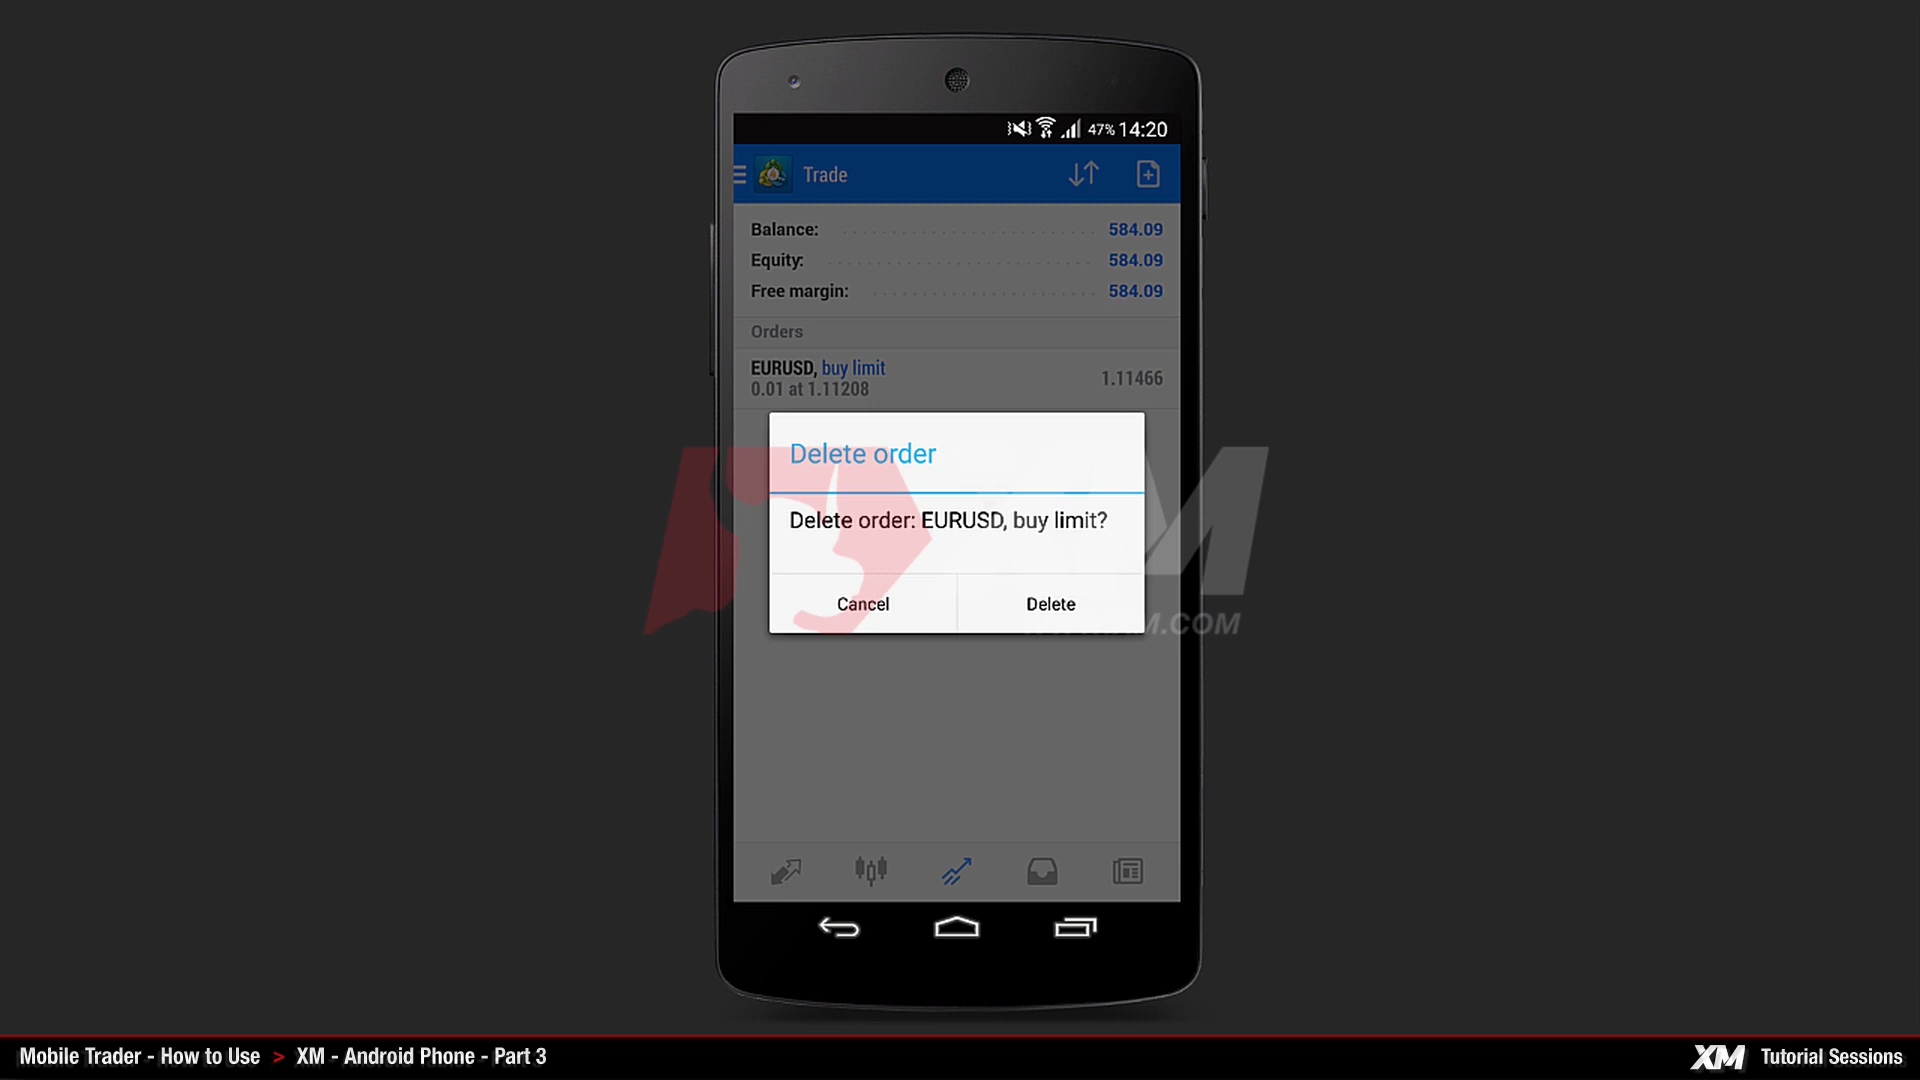 47% 14:20
Trade
Balance: 584.09
Equity: 584.09
Free margin: 584.09
Orders
EURUSD, buy limit
0.01 at 1.11208
1.11466
Delete order
Delete order: EURUSD, buy limit?
Cancel Delete
XM
Mobile Trader - How to Use > XM - Android Phone - Part 3
XM Tutorial Sessions